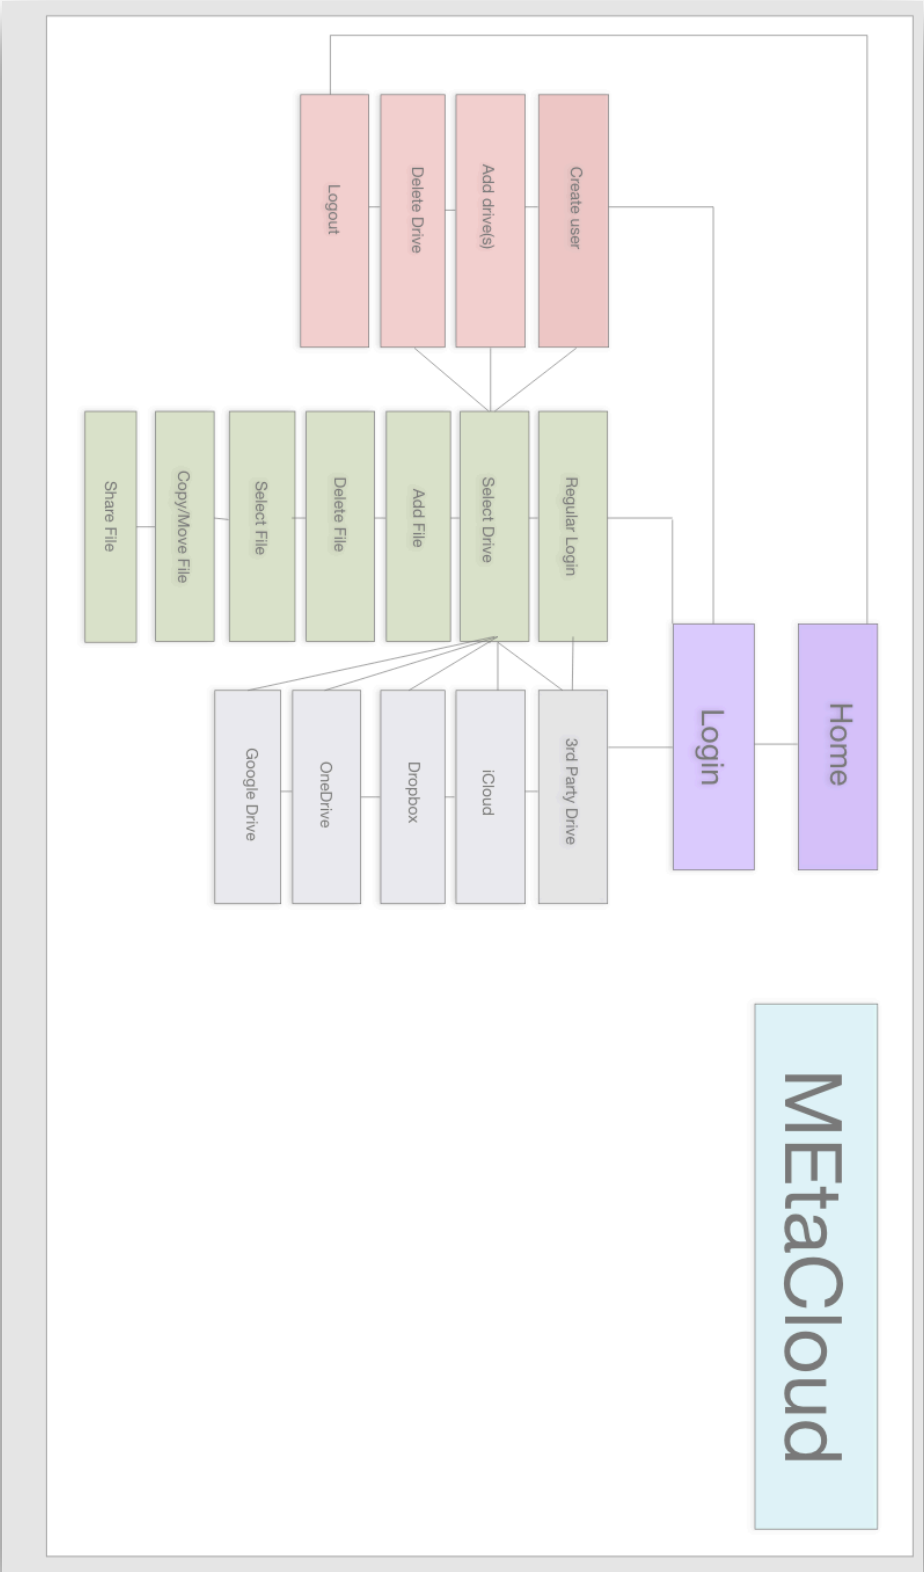 MEtaCloud
Home
Login
Create user
Add drive(s)
Delete Drive
Logout
Regular Login
Select Drive
Add File
Delete File
Select File
Copy/Move File
Share File
3rd Party Drive
iCloud
Dropbox
OneDrive
Google Drive